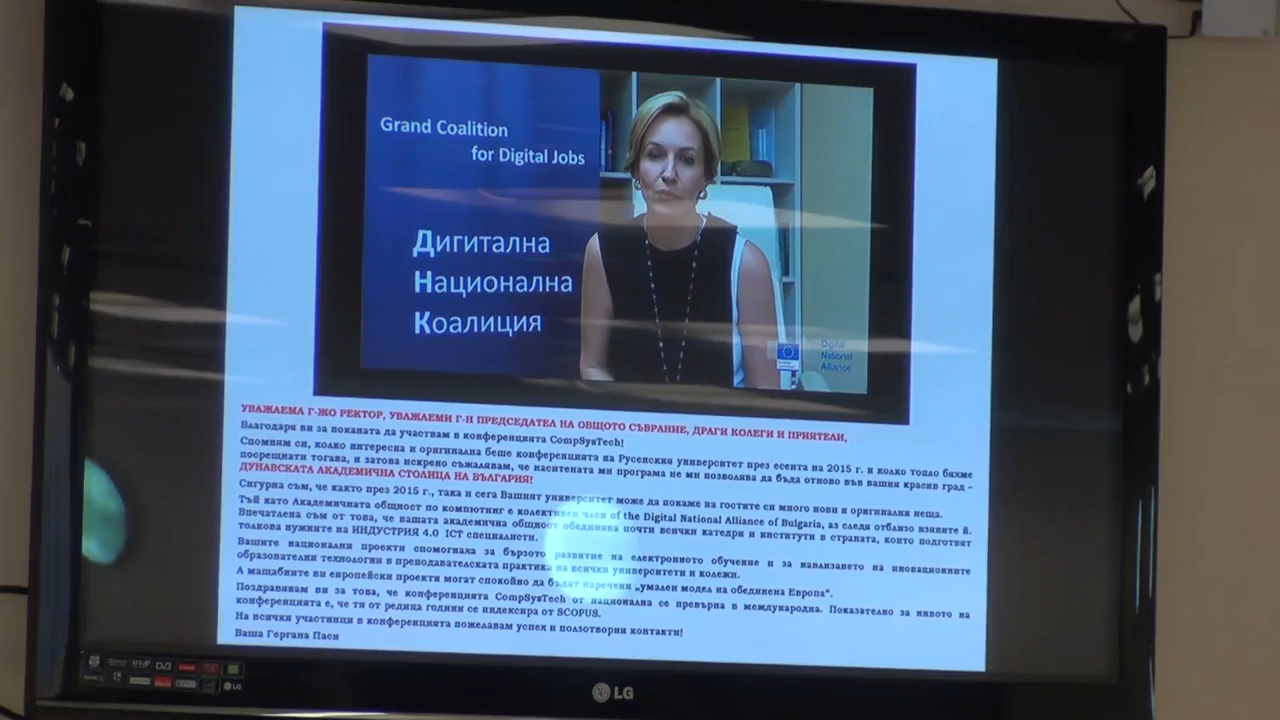 Grand Coalition
for Digital Jobs
Дигитална
Национална
Коалиция
Digital
National
Alliance
УВАЖАЕМА Г-ЖО РЕКТОР, УВАЖАЕМИ Г-Н ПРЕДСЕДАТЕЛ НА ОБЩОТО СЪБРАНИЕ, ДРАГИ КОЛЕГИ И ПРИЯТЕЛИ,
Благодаря ви за поканата да участвам в конференцията CompSysTech!
Спомням си, колко интересна и оригинална беше конференцията на Русенския университет през есента на 2015 г. и колко топло бяхме
посрещнати тогава, и затова искрено съжалявам, че наситената ми програма не ми позволява да бъда отново във вашия красив град –
ДУНАВСКАТА АКАДЕМИЧНА СТОЛИЦА НА БЪЛГАРИЯ!
Сигурна съм, че както през 2015 г., така и сега Вашият университет може да покаже на гостите си много нови и оригинални неща.
Тъй като Академичната общност по компютинг е колективен член of the Digital National Alliance of Bulgaria, аз следя отблизо изявите й.
Впечатлена съм от това, че вашата академична общност обединява почти всички катедри и институти в страната, които подготвят
толкова нужните на ИНДУСТРИЯ 4.0 ICT специалисти.
Вашите национални проекти спомогнаха за бързото развитие на електронното обучение и за навлизането на иновационните
образователни технологии в преподавателската практика на всички университети и колежи.
А мащабните ви европейски проекти могат спокойно да бъдат наречени „умален модел на обединена Европа“.
Поздравявам ви за това, че конференцията CompSysTech от национална се превърна в международна. Показателно за нивото на
конференцията е, че тя от редица години се индексира от SCOPUS.
На всички участници в конференцията пожелавам успех и ползотворни контакти!
Ваша Гергана Паси
LG